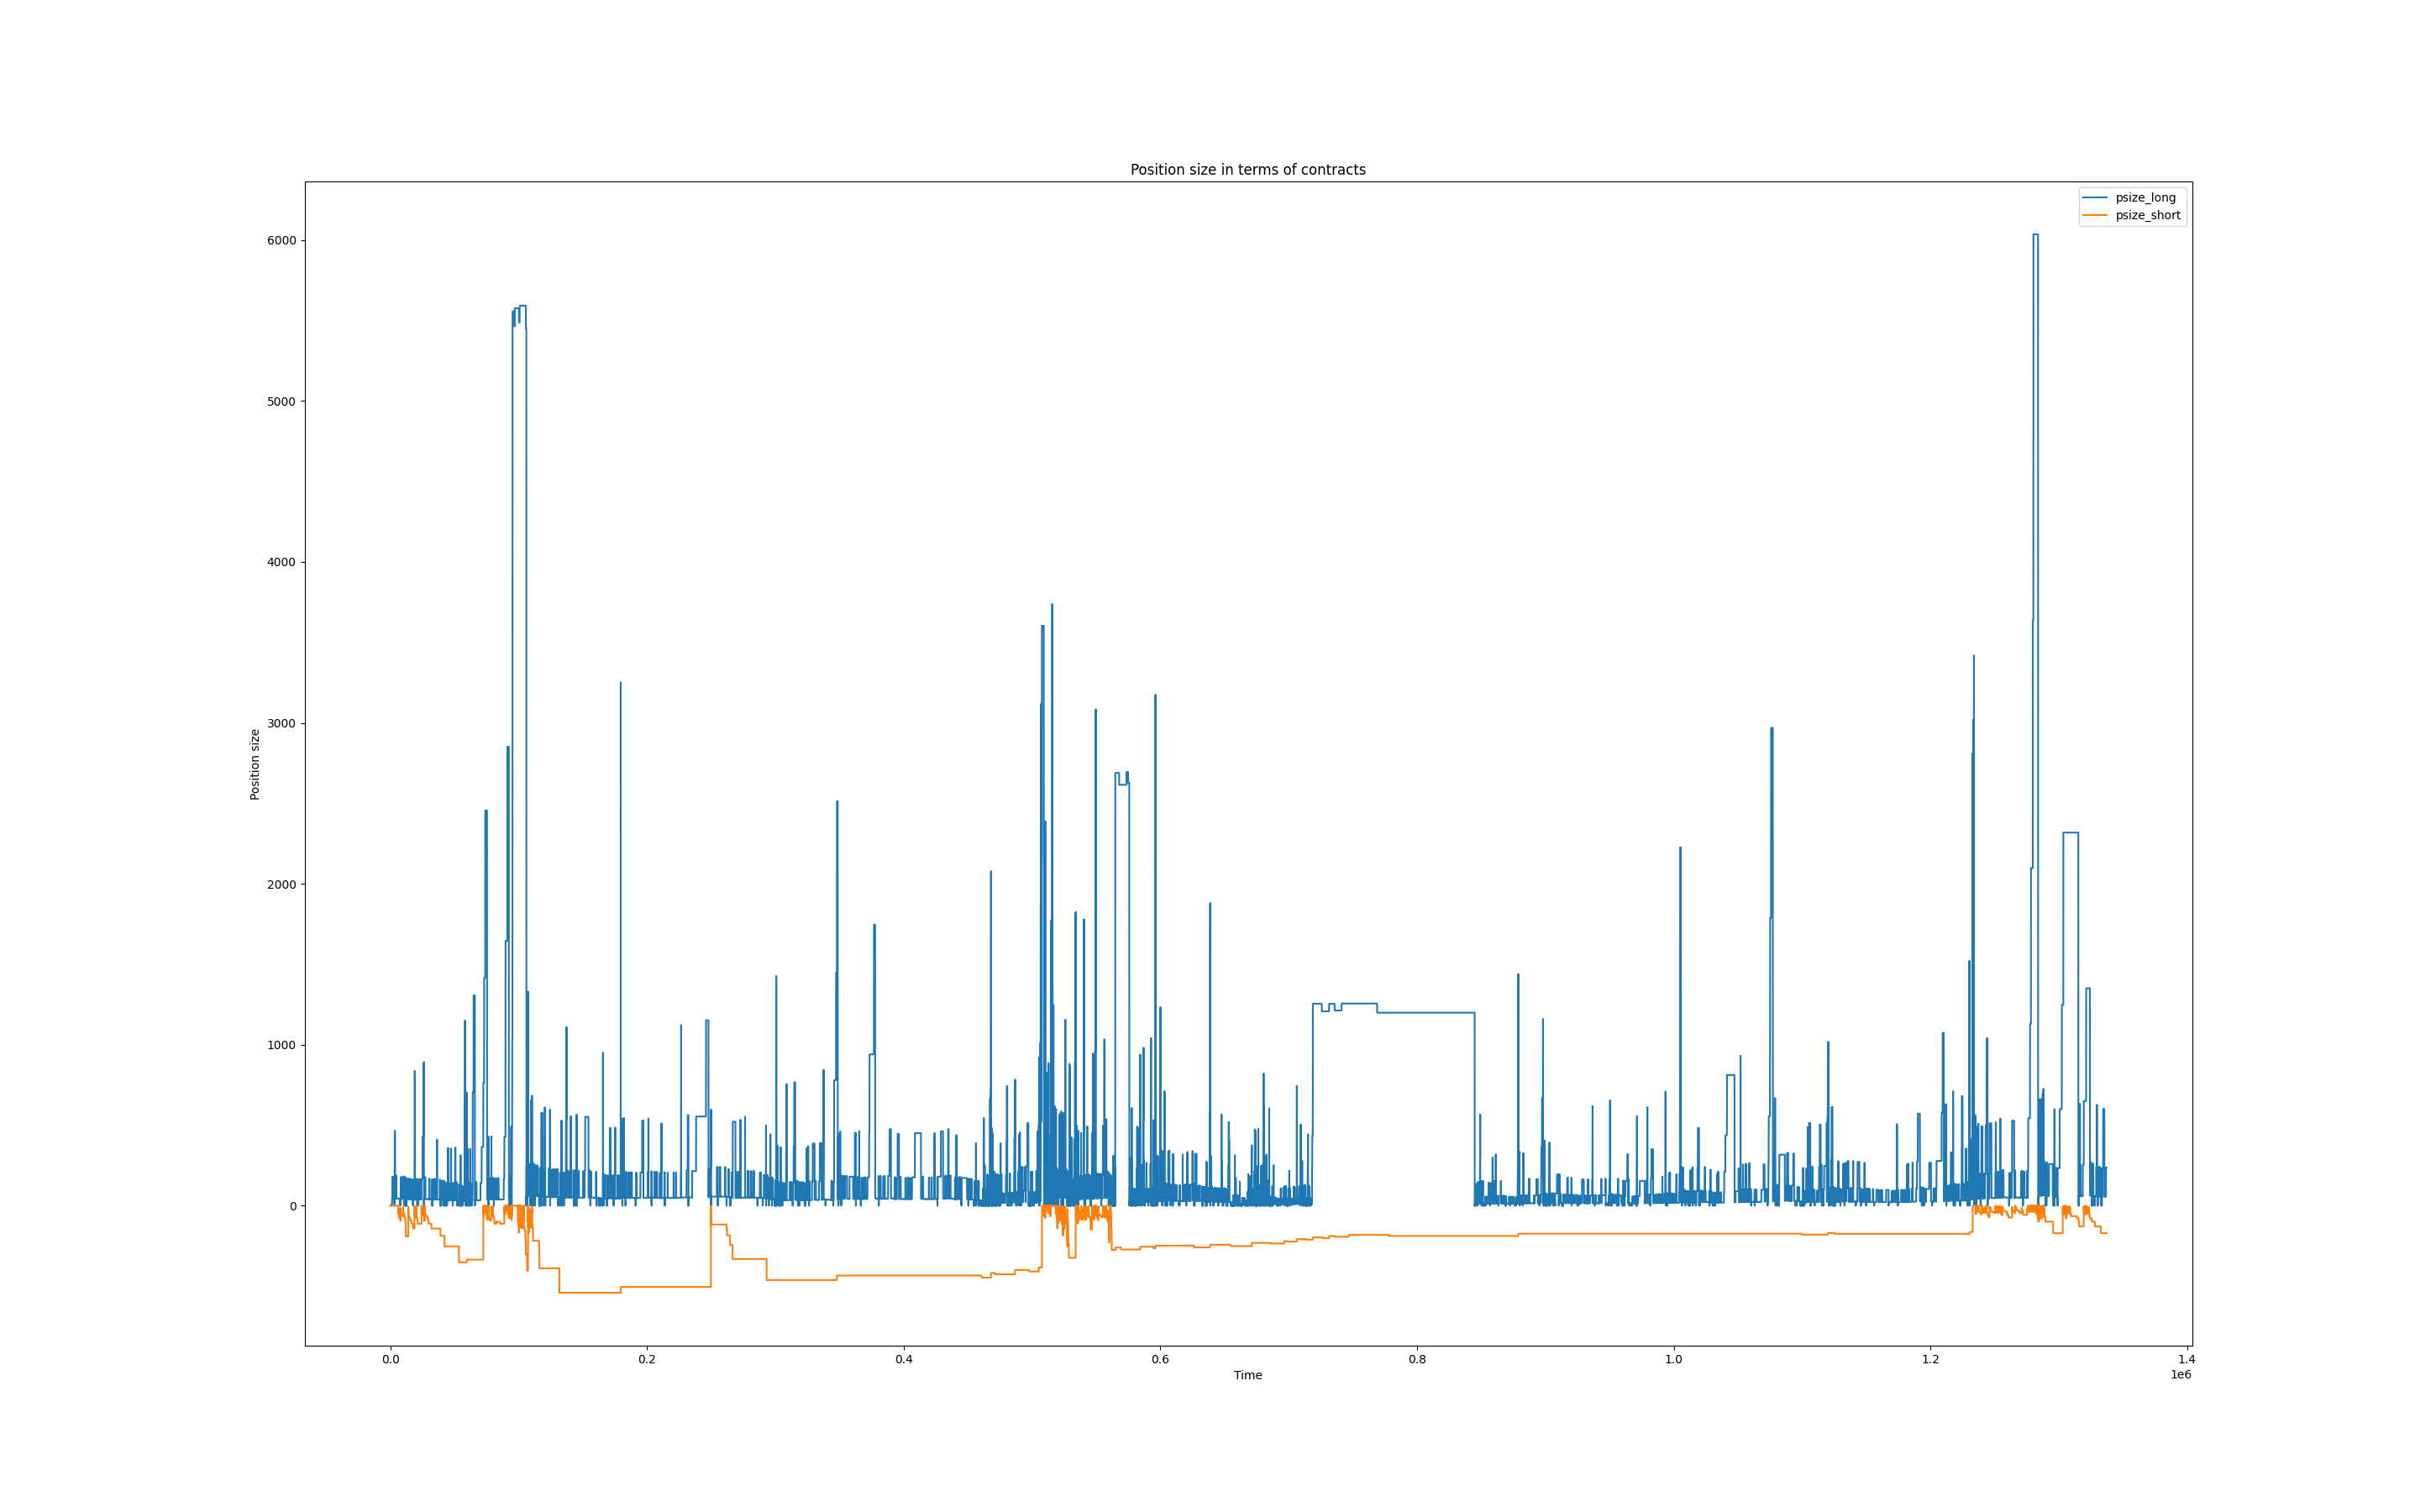 Position size in terms of contracts
psize_long
psize_short
Position size
6000
5000
4000
3000
2000
1000
0
0.0 0.2 0.4 0.6 0.8 1.0 1.2 1.4
Time
1e6